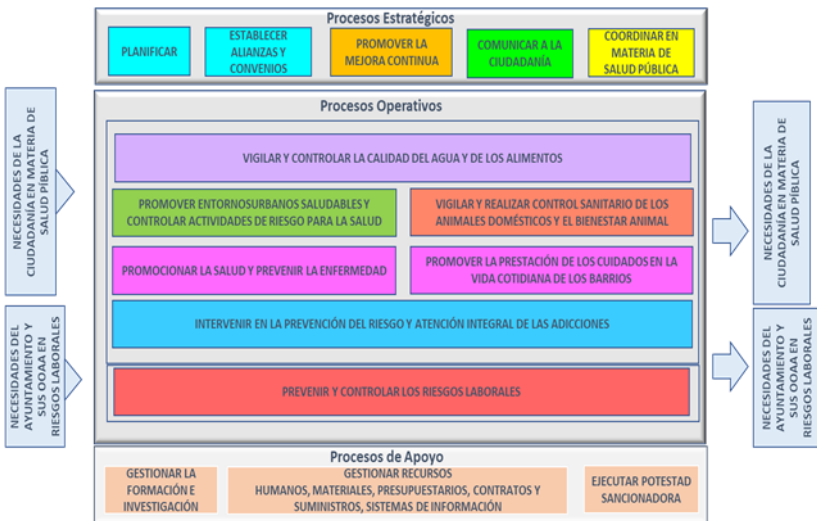 Procesos Estratégicos
PLANIFICAR
ESTABLECER
ALIANZAS Y
CONVENIOS
PROMOVER LA
MEJORA CONTINUA
COMUNICAR A LA
CIUDADANÍA
COORDINAR EN
MATERIA DE
SALUD PÚBLICA
NECESIDADES DE LA
CIUDADANÍA EN MATERIA DE
SALUD PÍBLICA
NECESIDADES DEL
AYUNTAMIENTO Y
SUS OOAA EN
RIESGOS LABORALES
Procesos Operativos
VIGILAR Y CONTROLAR LA CALIDAD DEL AGUA Y DE LOS ALIMENTOS
PROMOVER ENTORNOSURBANOS SALUDABLES Y
CONTROLAR ACTIVIDADES DE RIESGO PARA LA SALUD
VIGILAR Y REALIZAR CONTROL SANITARIO DE LOS
ANIMALES DOMÉSTICOS Y EL BIENESTAR ANIMAL
PROMOCIONAR LA SALUD Y PREVENIR LA ENFERMEDAD
PROMOVER LA PRESTACIÓN DE LOS CUIDADOS EN LA
VIDA COTIDIANA DE LOS BARRIOS
INTERVENIR EN LA PREVENCIÓN DEL RIESGO Y ATENCIÓN INTEGRAL DE LAS ADICCIONES
PREVENIR Y CONTROLAR LOS RIESGOS LABORALES
NECESIDADES DE LA
CIUDADANÍA EN MATERIA DE
SALUD PÍBLICA
NECESIDADES DEL
AYUNTAMIENTO Y
SUS OOAA EN
RIESGOS LABORALES
Procesos de Apoyo
GESTIONAR LA
FORMACIÓN E
INVESTIGACIÓN
GESTIONAR RECURSOS
HUMANOS, MATERIALES, PRESUPUESTARIOS, CONTRATOS Y
SUMINISTROS, SISTEMAS DE INFORMACIÓN
EJECUTAR POTESTAD
SANCIONADORA